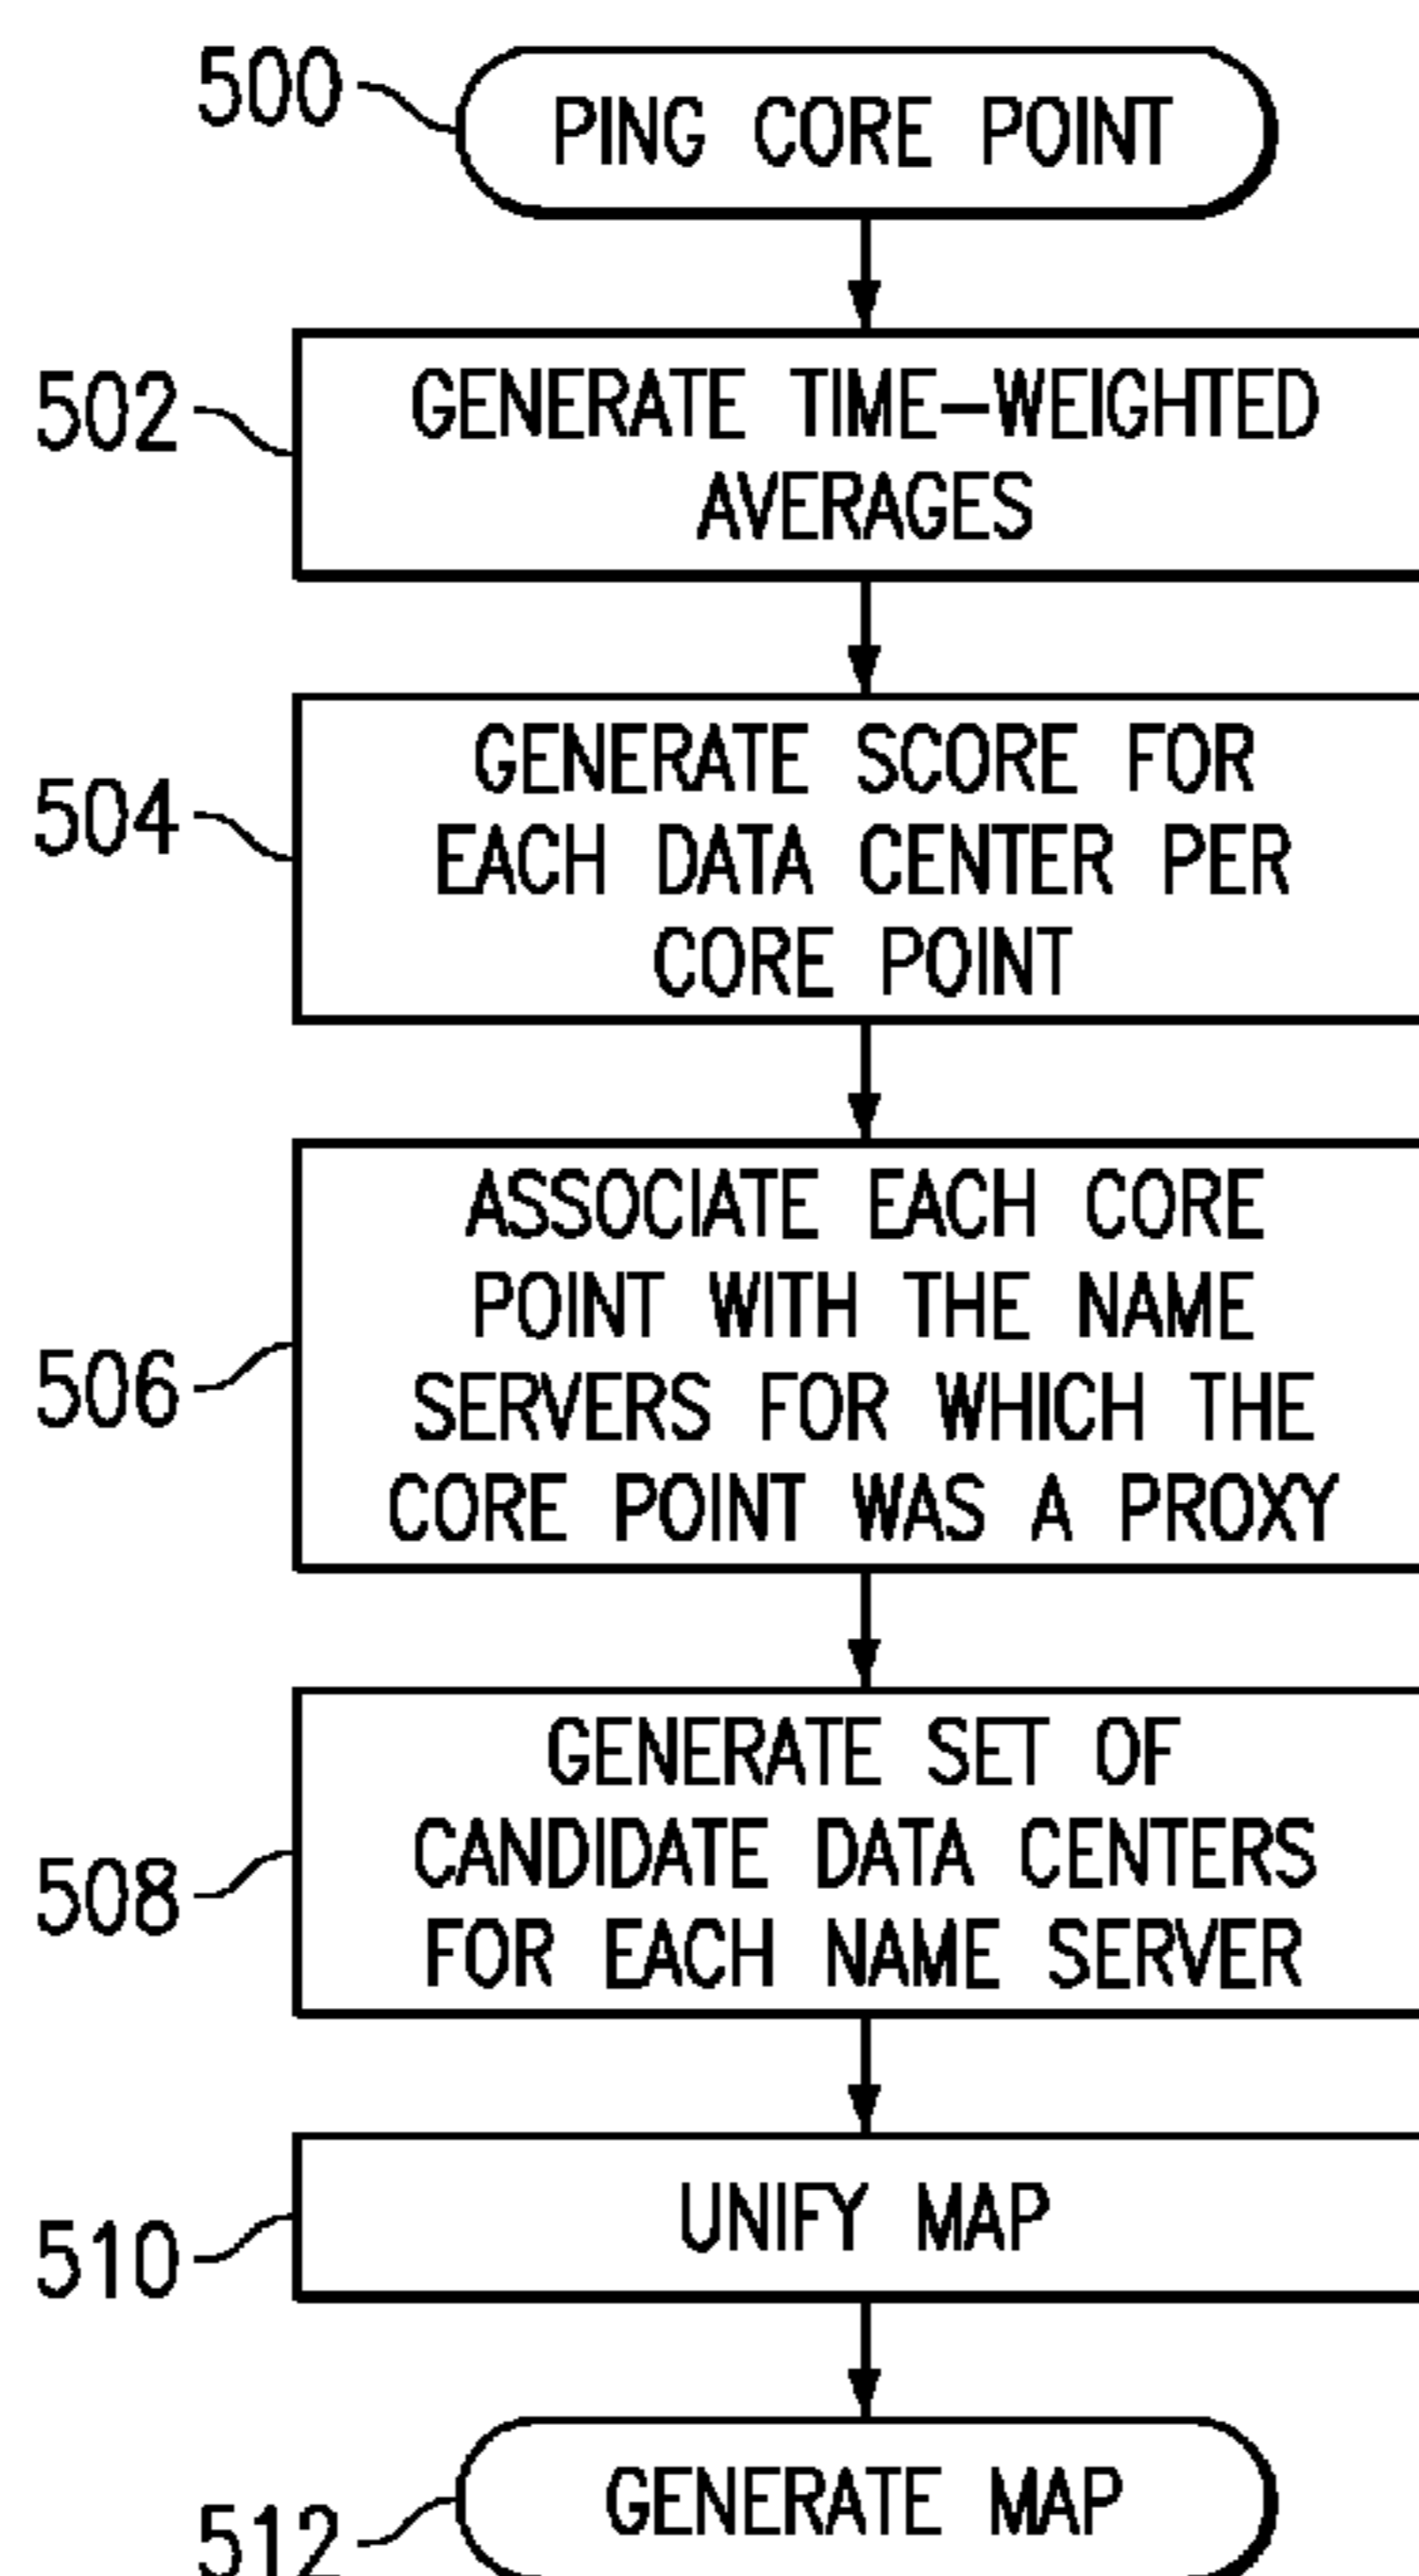 500
PING CORE POINT
502
GENERATE TIME-WEIGHTED
AVERAGES
504
GENERATE SCORE FOR
EACH DATA CENTER PER
CORE POINT
506
ASSOCIATE EACH CORE
POINT WITH THE NAME
SERVERS FOR WHICH THE
CORE POINT WAS A PROXY
508
GENERATE SET OF
CANDIDATE DATA CENTERS
FOR EACH NAME SERVER
510
UNIFY MAP
512
GENERATE MAP